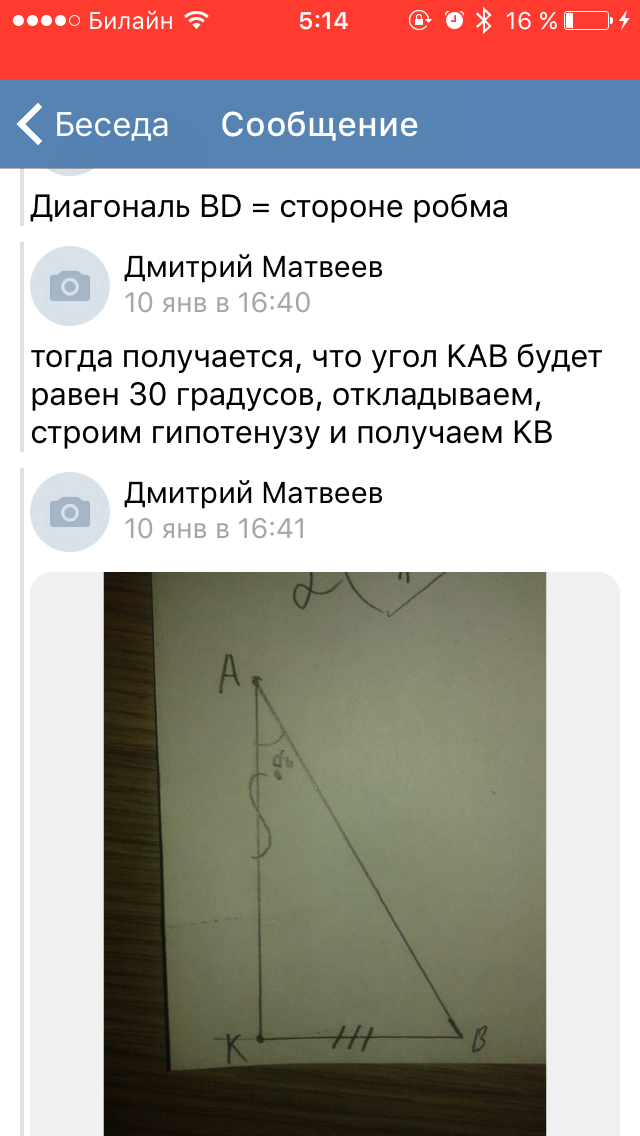 Билайн 5:14 16 %
Беседа Сообщение
Диагональ BD = стороне робма
Дмитрий Матвеев
10 янв в 16:40
тогда получается, что угол KAB будет
равен 30 градусов, откладываем,
строим гипотенузу и получаем KB
Дмитрий Матвеев
10 янв в 16:41
A
K
B